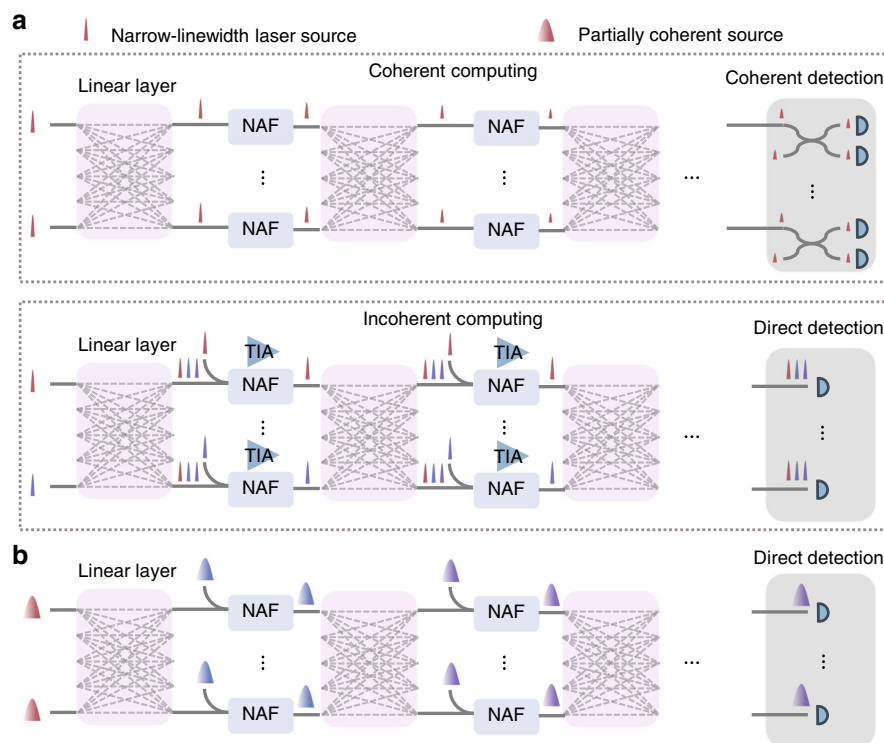 a
Narrow-linewidth laser source
Partially coherent source
Coherent computing
Linear layer
Coherent detection
NAF
NAF
...
...
...
...
NAF
NAF
Incoherent computing
Linear layer
Direct detection
TIA
TIA
NAF
NAF
...
...
...
...
TIA
TIA
NAF
NAF
b
Linear layer
Direct detection
NAF
NAF
...
...
...
...
NAF
NAF